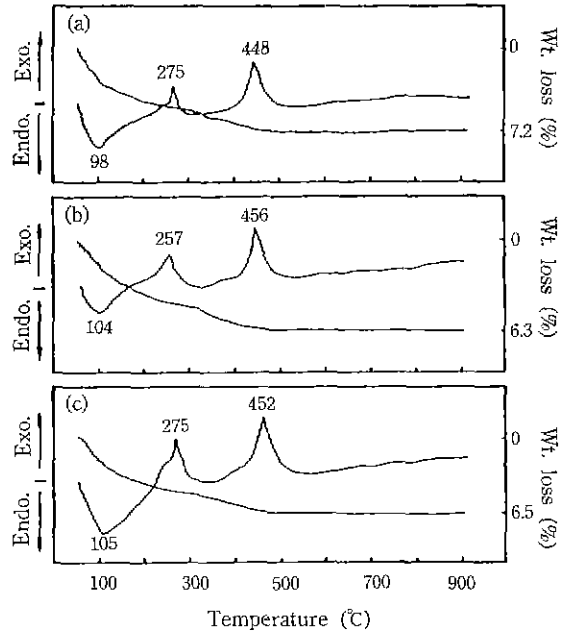 (a)
275
448
98
Exo.
Endo.
0
7.2
Wt. loss (%)
(b)
257
456
104
Exo.
Endo.
0
6.3
Wt. loss (%)
(c)
275
452
105
Exo.
Endo.
0
6.5
Wt. loss (%)
100 300 500 700 900
Temperature (℃)